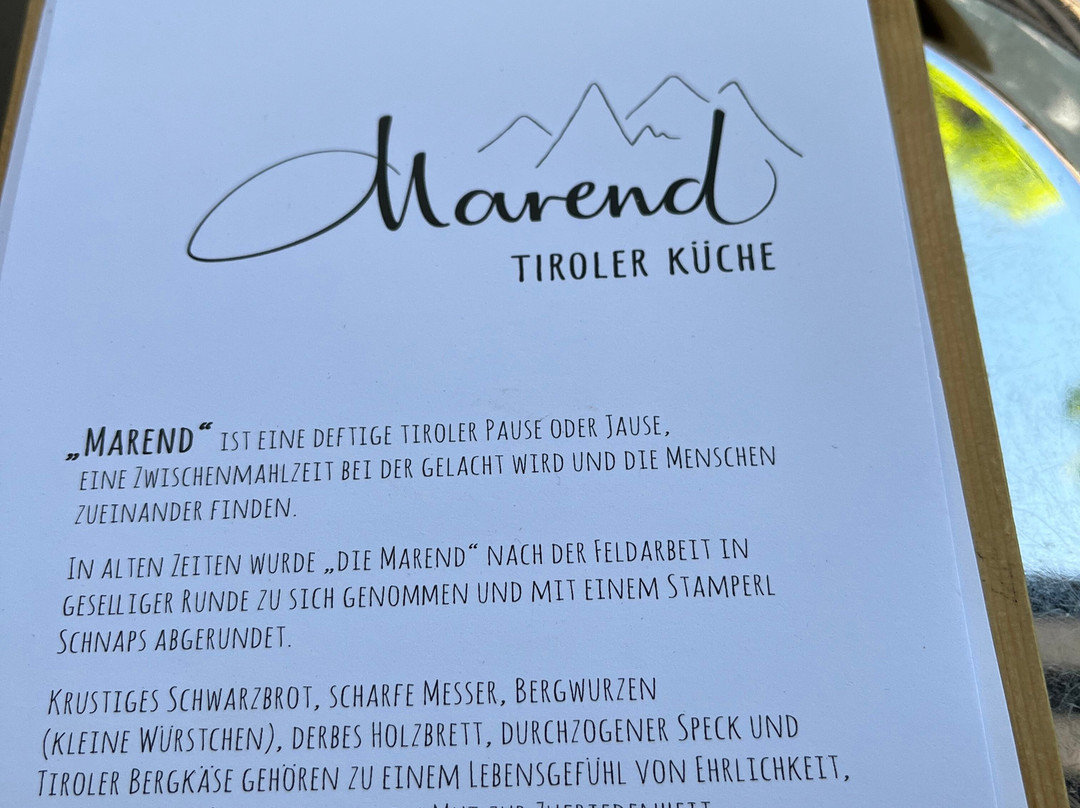 Marend
TIROLER KÜCHE
„MAREND“ IST EINE DEFTIGE TIROLER PAUSE ODER JAUSE,
EINE ZWISCHENMAHLZEIT BEI DER GELACHT WIRD UND DIE MENSCHEN
ZUEINANDER FINDEN.
IN ALTEN ZEITEN WURDE „DIE MAREND“ NACH DER FELDARBEIT IN
GESELLIGER RUNDE ZU SICH GENOMMEN UND MIT EINEM STAMPERL
SCHNAPS ABGERUNDET.
KRUSTIGES SCHWARZBROT, SCHARFE MESSER, BERGWURZEN
(KLEINE WÜRSTCHEN), DERBES HOLZBRETT, DURCHZOGENER SPECK UND
TIROLER BERGKÄSE GEHÖREN ZU EINEM LEBENSGEFÜHL VON EHRLICHKEIT,
MUT ZUR ZUFRIEDENHEIT